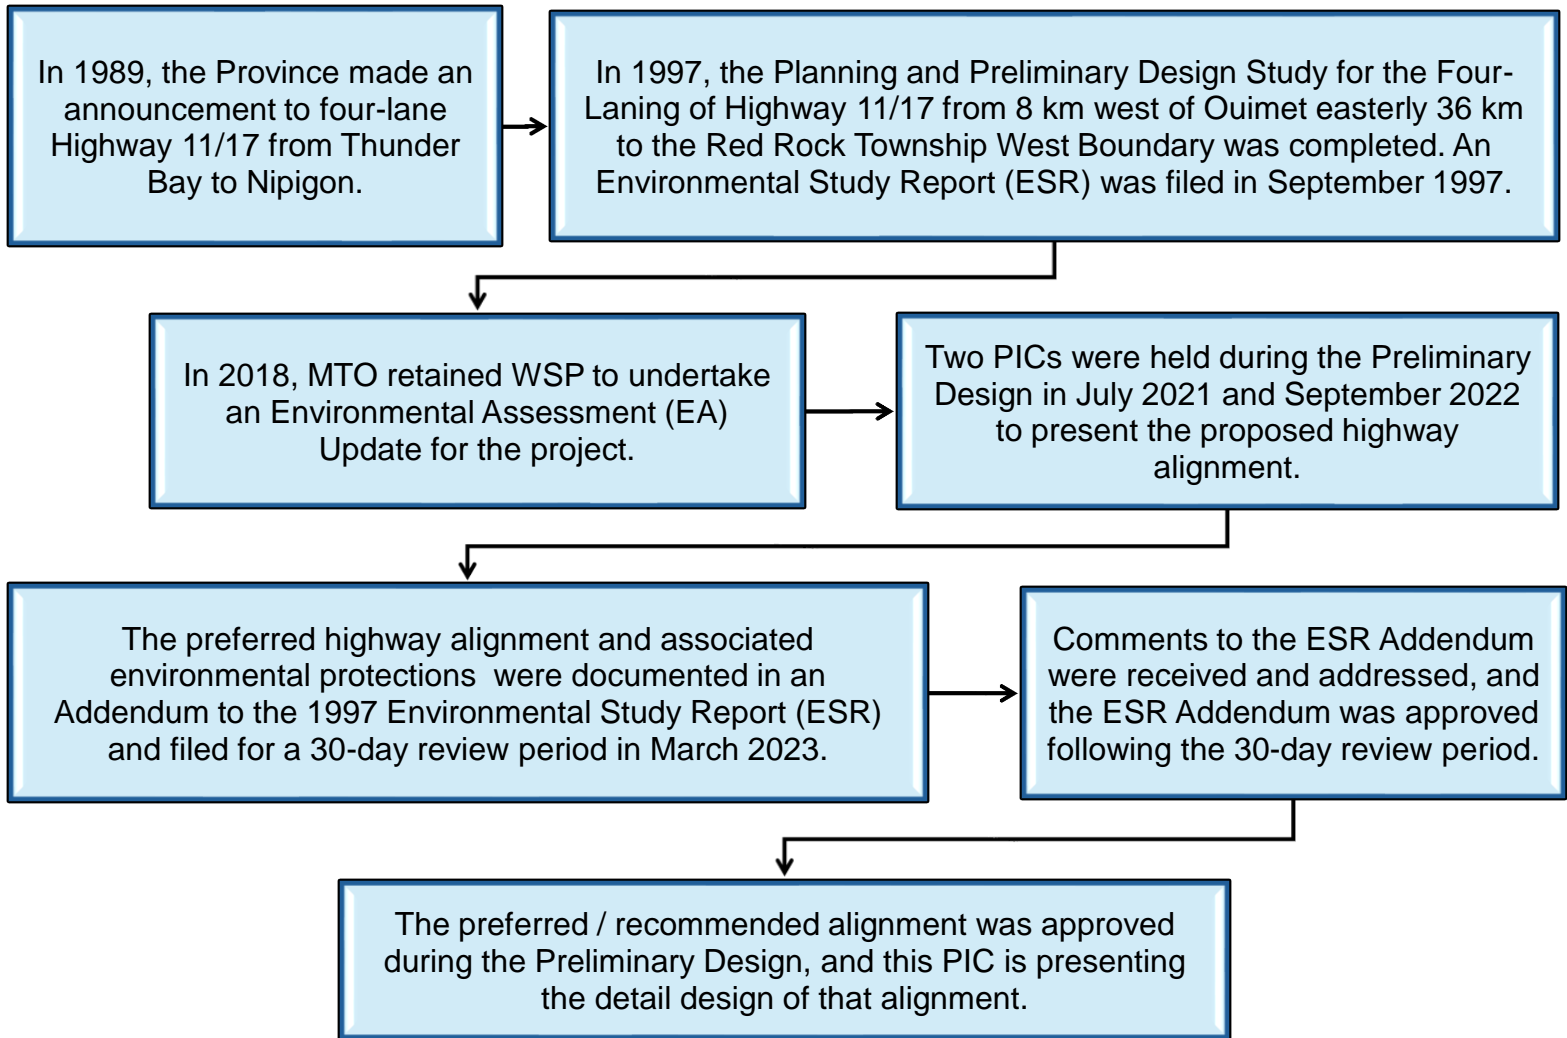 In 1989, the Province made an
announcement to four-lane
Highway 11/17 from Thunder
Bay to Nipigon.
In 1997, the Planning and Preliminary Design Study for the Four-
Laning of Highway 11/17 from 8 km west of Ouimet easterly 36 km
to the Red Rock Township West Boundary was completed. An
Environmental Study Report (ESR) was filed in September 1997.
In 2018, MTO retained WSP to undertake
an Environmental Assessment (EA)
Update for the project.
Two PICs were held during the Preliminary
Design in July 2021 and September 2022
to present the proposed highway
alignment.
The preferred highway alignment and associated
environmental protections were documented in an
Addendum to the 1997 Environmental Study Report (ESR)
and filed for a 30-day review period in March 2023.
Comments to the ESR Addendum
were received and addressed, and
the ESR Addendum was approved
following the 30-day review period.
The preferred / recommended alignment was approved
during the Preliminary Design, and this PIC is presenting
the detail design of that alignment.